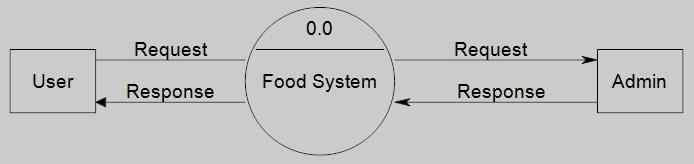 0.0
Request
Request
User
Food System
Admin
Response
Response